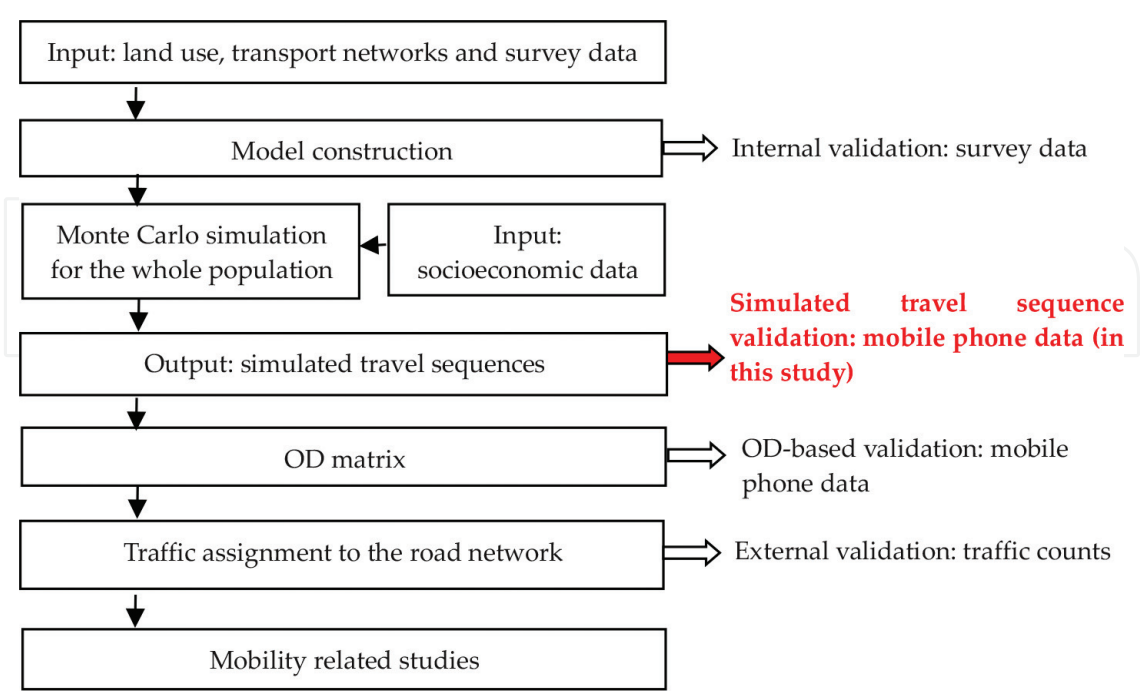 Input: land use, transport networks and survey data
Model construction
Internal validation: survey data
Monte Carlo simulation
for the whole population
Input:
socioeconomic data
Output: simulated travel sequences
Simulated travel sequence
validation: mobile phone data (in
this study)
OD matrix
OD-based validation: mobile
phone data
Traffic assignment to the road network
External validation: traffic counts
Mobility related studies